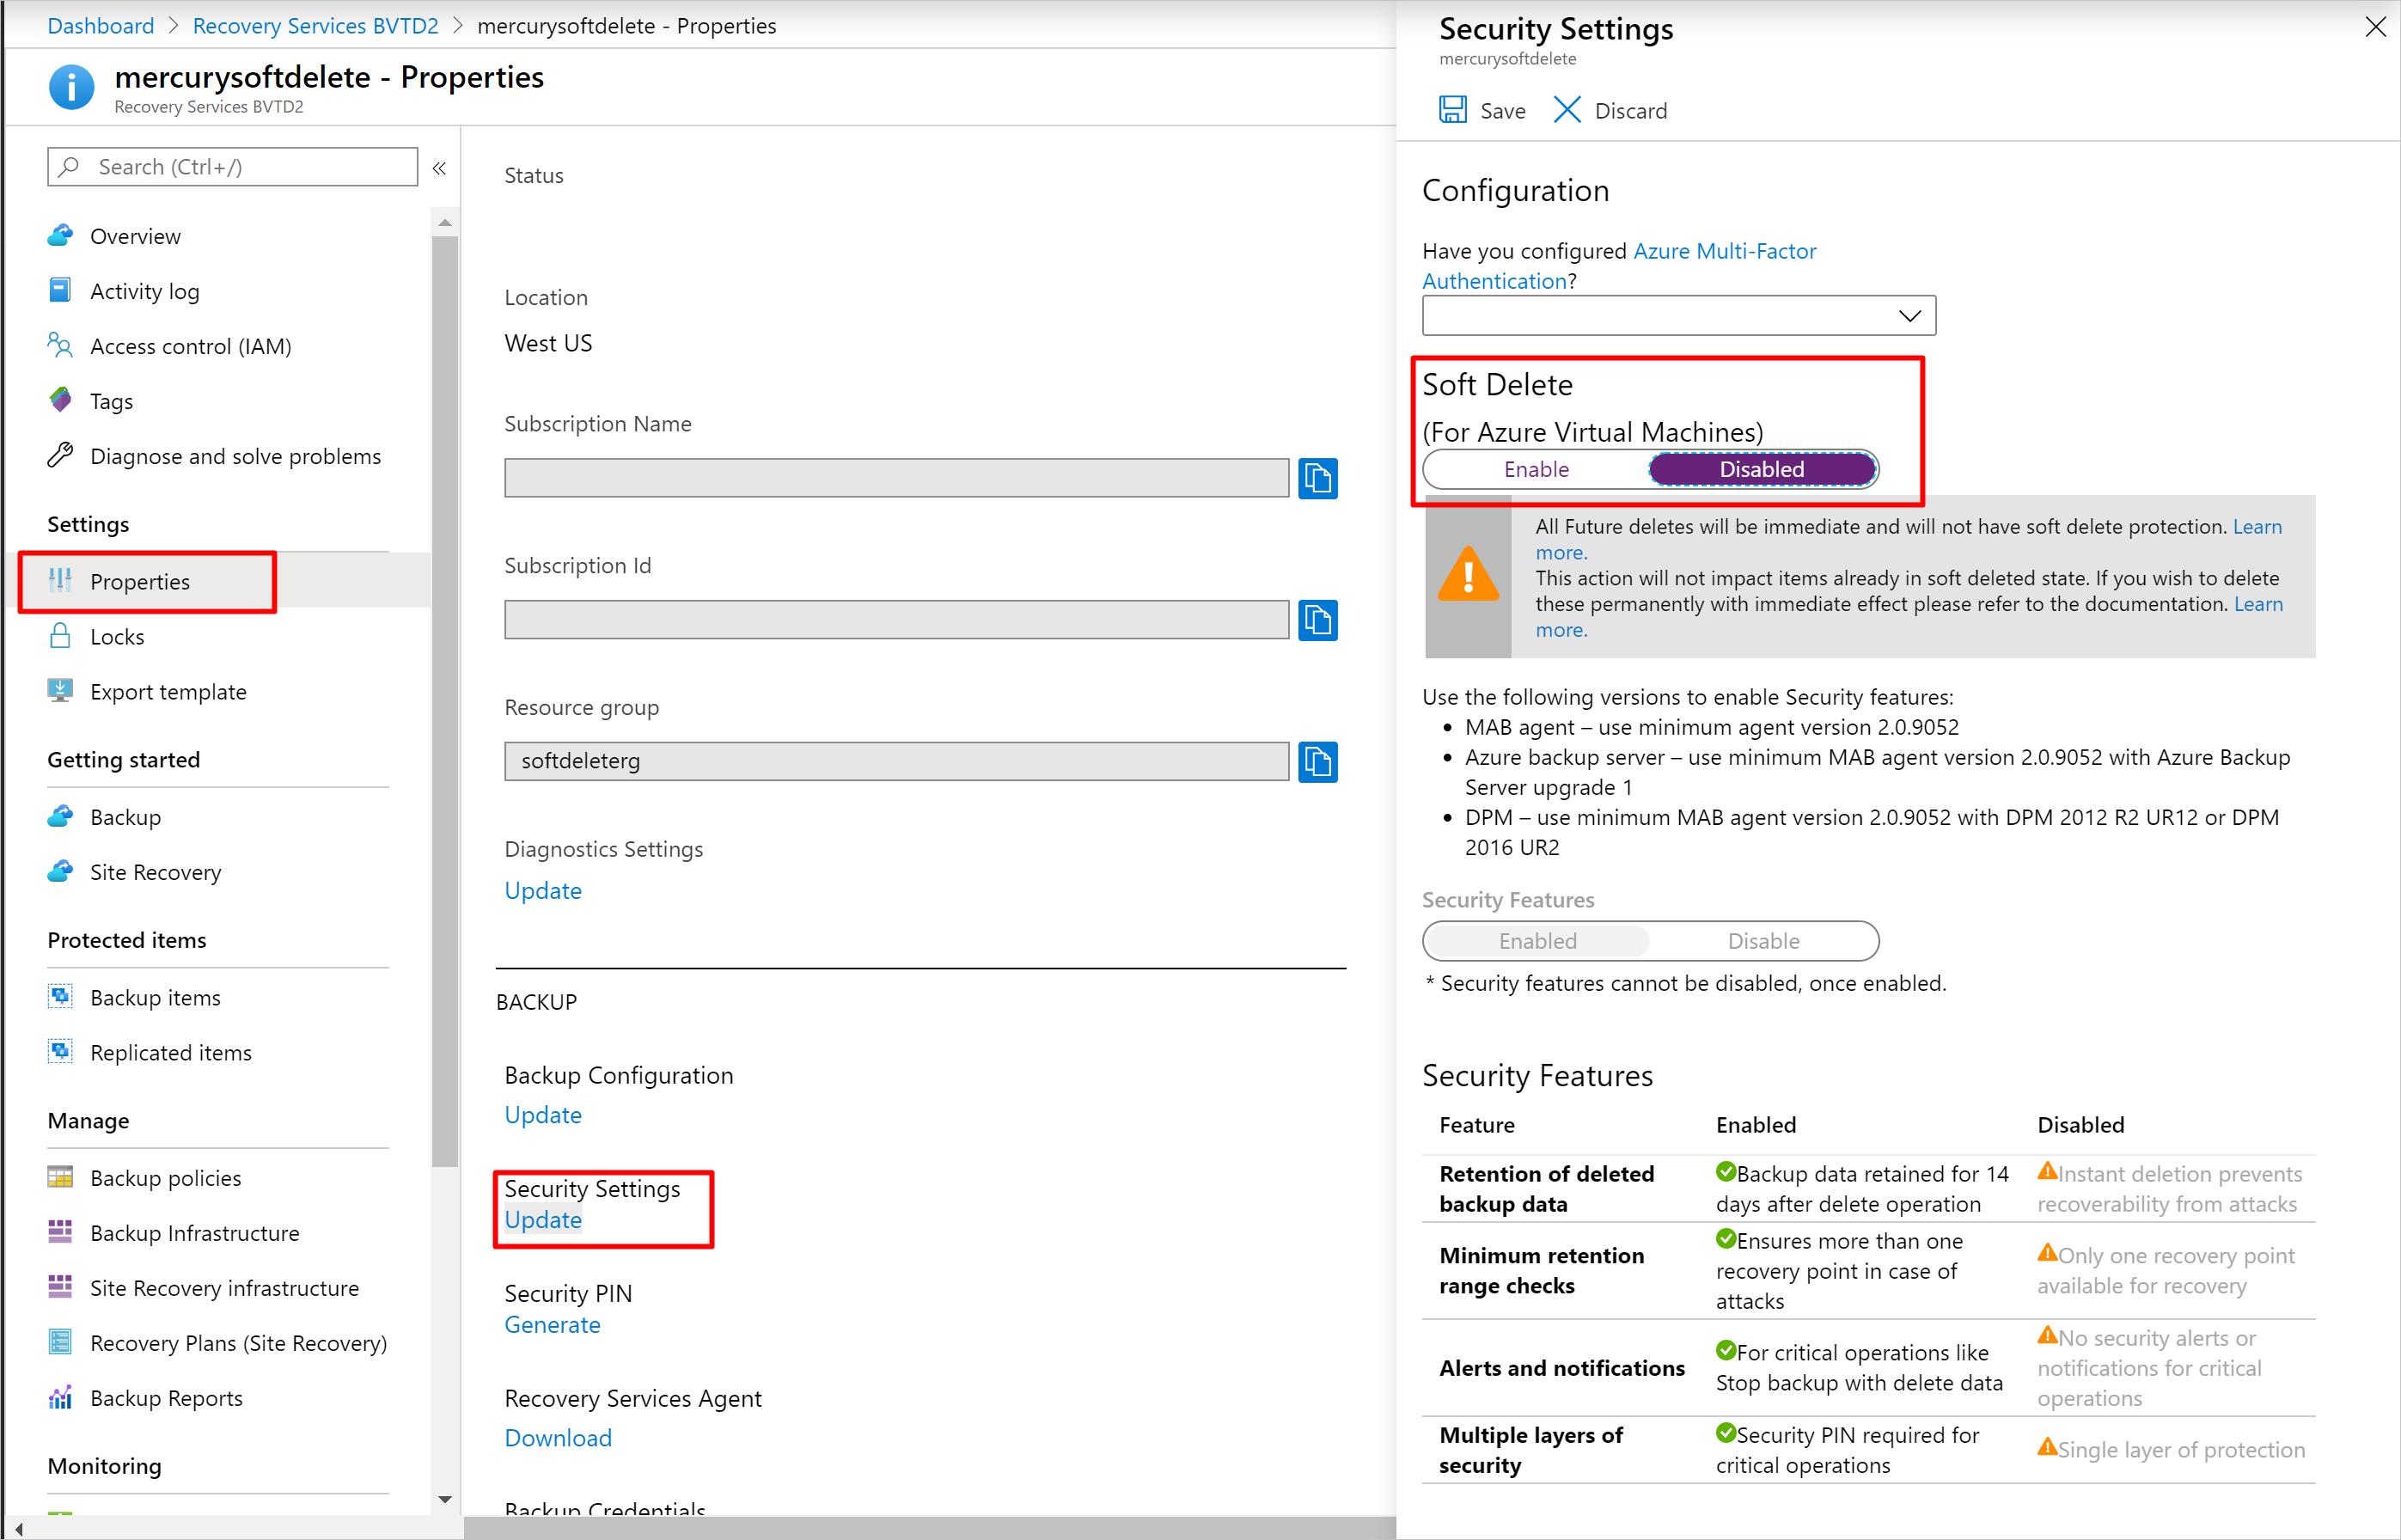 Dashboard > Recovery Services BVTD2 > mercurysoftdelete - Properties
mercurysoftdelete - Properties
Recovery Services BVTD2
Search (Ctrl+/)
«
Overview
Activity log
Access control (IAM)
Tags
Diagnose and solve problems
Settings
Properties
Locks
Export template
Getting started
Backup
Site Recovery
Protected items
Backup items
Replicated items
Manage
Backup policies
Backup Infrastructure
Site Recovery infrastructure
Recovery Plans (Site Recovery)
Backup Reports
Monitoring
Status
Location
West US
Subscription Name
Subscription Id
Resource group
softdeleterg
Diagnostics Settings
Update
BACKUP
Backup Configuration
Update
Security Settings
Update
Security PIN
Generate
Recovery Services Agent
Download
Backup Credentials
Security Settings
mercurysoftdelete
Save
Discard
Configuration
Have you configured Azure Multi-Factor
Authentication?
Soft Delete
(For Azure Virtual Machines)
Enable
Disabled
All Future deletes will be immediate and will not have soft delete protection. Learn
more.
This action will not impact items already in soft deleted state. If you wish to delete
these permanently with immediate effect please refer to the documentation. Learn
more.
Use the following versions to enable Security features:
• MAB agent – use minimum agent version 2.0.9052
• Azure backup server – use minimum MAB agent version 2.0.9052 with Azure Backup
Server upgrade 1
• DPM – use minimum MAB agent version 2.0.9052 with DPM 2012 R2 UR12 or DPM
2016 UR2
Security Features
Enabled
Disable
* Security features cannot be disabled, once enabled.
Security Features
Feature
Enabled
Disabled
Retention of deleted
backup data
Backup data retained for 14
days after delete operation
Instant deletion prevents
recoverability from attacks
Minimum retention
range checks
Ensures more than one
recovery point in case of
attacks
Only one recovery point
available for recovery
Alerts and notifications
For critical operations like
Stop backup with delete data
No security alerts or
notifications for critical
operations
Multiple layers of
security
Security PIN required for
critical operations
Single layer of protection